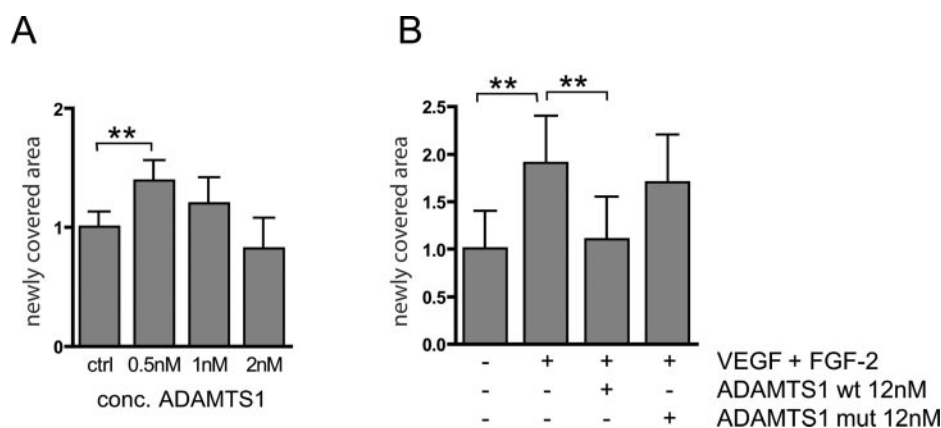 A
B
**
newly covered area
2
1
0
ctrl 0.5nM 1nM 2nM
conc. ADAMTS1
** **
newly covered area
2.5
2.0
1.5
1.0
0.5
0.0
- + + + VEGF + FGF-2
- - + - ADAMTS1 wt 12nM
- - - + ADAMTS1 mut 12nM